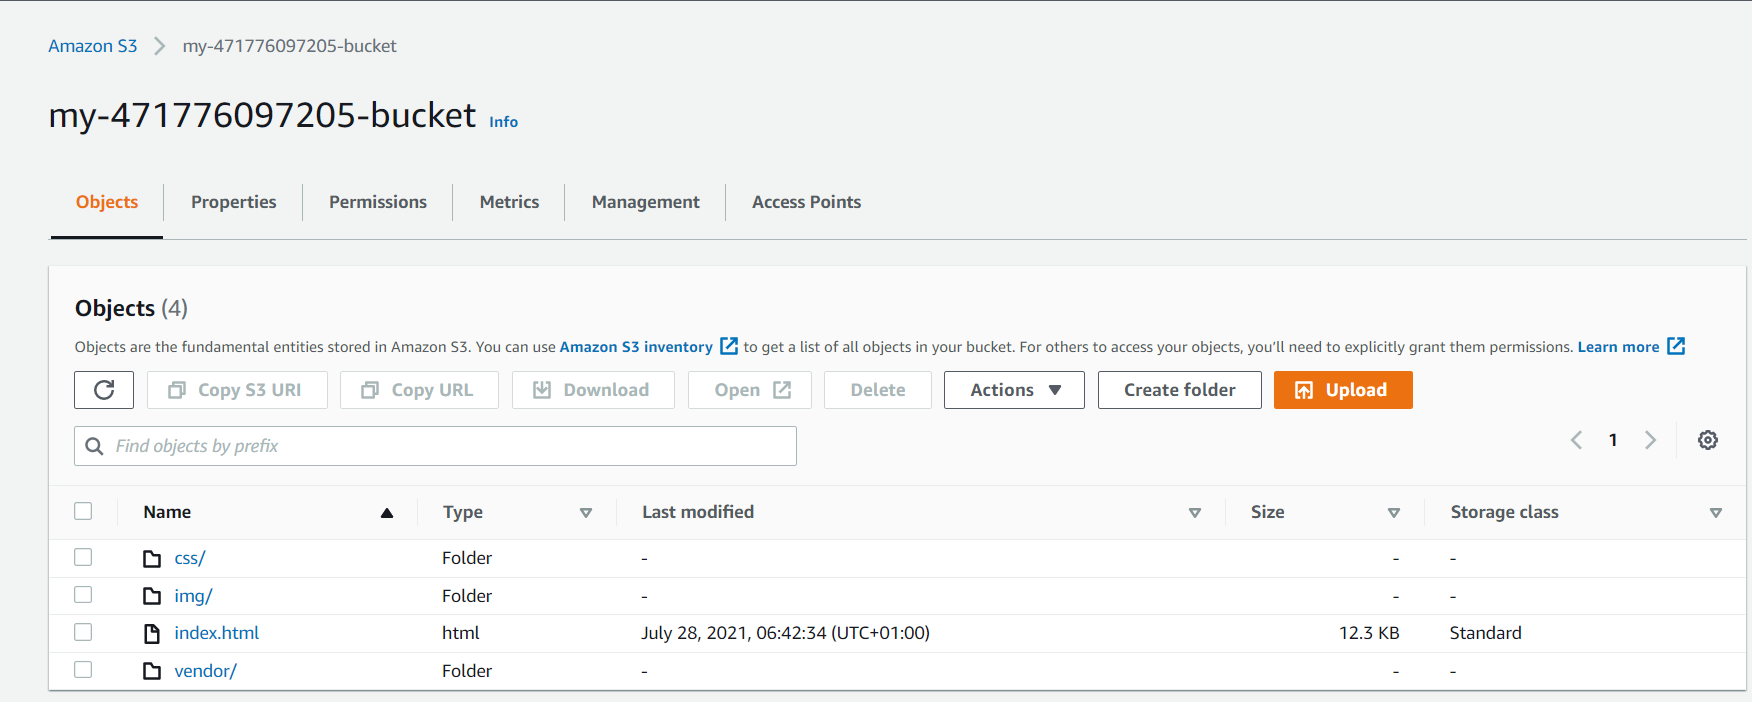 Amazon S3 my-471776097205-bucket
my-471776097205-bucket Info
Objects Properties Permissions Metrics Management Access Points
Objects (4)
Objects are the fundamental entities stored in Amazon S3. You can use Amazon S3 inventory to get a list of all objects in your bucket. For others to access your objects, you'll need to explicitly grant them permissions. Learn more
Copy S3 URI Copy URL Download Open Delete Actions Create folder Upload
Find objects by prefix 1
Name Type Last modified Size Storage class
css/ Folder - - -
img/ Folder - - -
index.html html July 28, 2021, 06:42:34 (UTC+01:00) 12.3 KB Standard
vendor/ Folder - - -